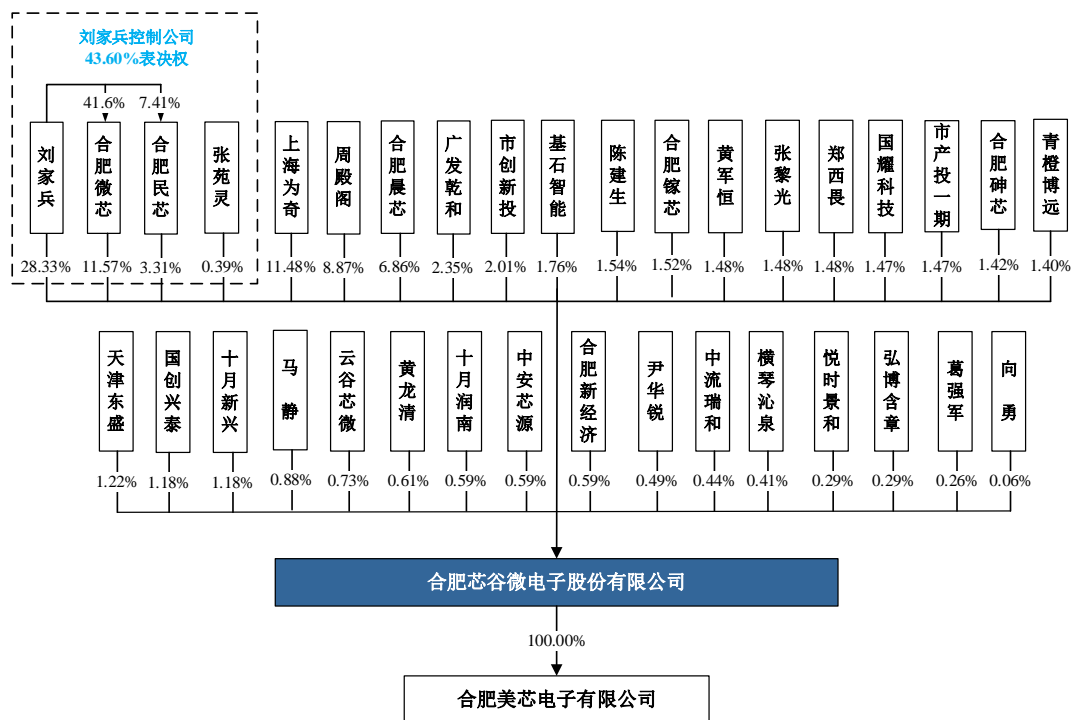 刘家兵控制公司
43.60%表决权
41.6% 7.41%
刘家兵 合肥微芯 合肥民芯 张苑灵 上海为奇 周殿阁 合肥晨芯 广发乾和 市创新投 基石智能 陈建生 合肥镓芯 黄军恒 张黎光 郑西畏 国耀科技 市产投一期 合肥砷芯 青橙博远
28.33% 11.57% 3.31% 0.39% 11.48% 8.87% 6.86% 2.35% 2.01% 1.76% 1.54% 1.52% 1.48% 1.48% 1.48% 1.47% 1.47% 1.42% 1.40%
天津东盛 国创兴泰 十月新兴 马静 云谷芯微 黄龙清 十月润南 中安芯源 合肥新经济 尹华锐 中流瑞和 横琴沁泉 悦时景和 弘博含章 葛强军 向勇
1.22% 1.18% 1.18% 0.88% 0.73% 0.61% 0.59% 0.59% 0.59% 0.49% 0.44% 0.41% 0.29% 0.29% 0.26% 0.06%
合肥芯谷微电子股份有限公司
100.00%
合肥美芯电子有限公司